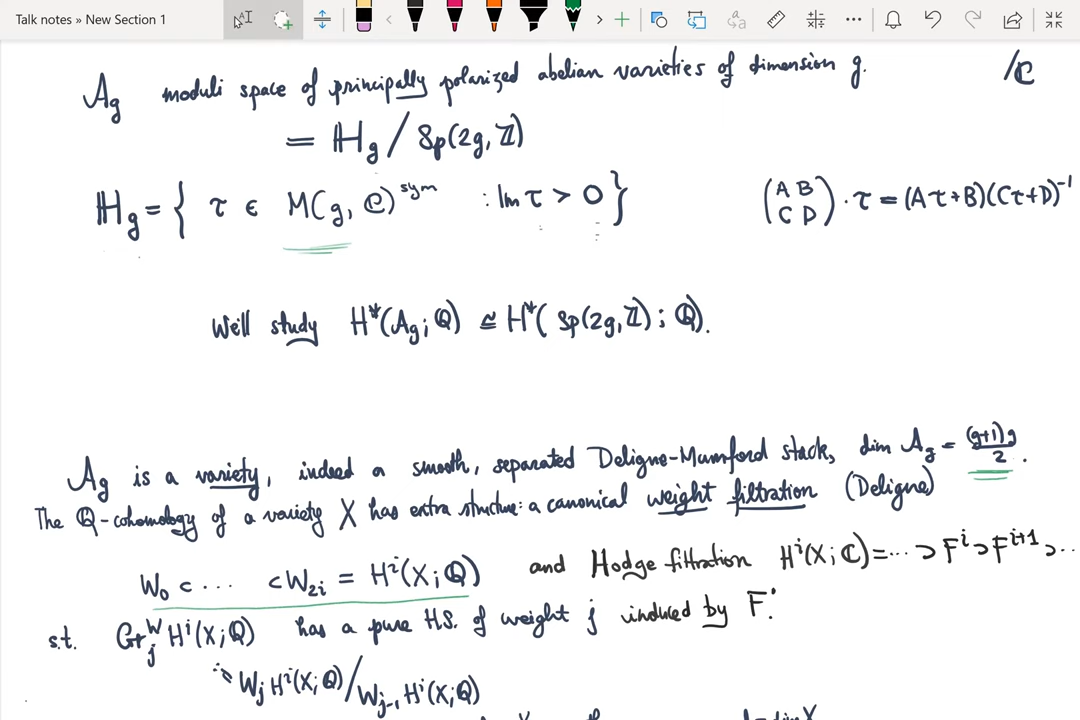 Talk notes » New Section 1
A_g moduli space of principally polarized abelian varieties of dimension g. /ℂ
= ℍ_g / Sp(2g, ℤ)
ℍ_g = { τ ∈ M(g, ℂ)^sym : Im τ > 0 } (A B C D) · τ = (Aτ+B)(Cτ+D)^-1
We'll study H*(A_g; ℚ) ≅ H*( Sp(2g, ℤ); ℚ).
A_g is a variety, indeed a smooth, separated Deligne-Mumford stack, dim A_g = (g+1)g / 2.
The ℚ-cohomology of a variety X has extra structure: a canonical weight filtration (Deligne)
W_0 ⊂ ... ⊂ W_2i = H^i(X; ℚ) and Hodge filtration H^i(X; ℂ) = ... ⊃ F^i ⊃ F^i+1 ⊃ ...
s.t. Gr_j^W H^i(X; ℚ) has a pure H.S. of weight j induced by F^•.
:= W_j H^i(X; ℚ) / W_j-1 H^i(X; ℚ)